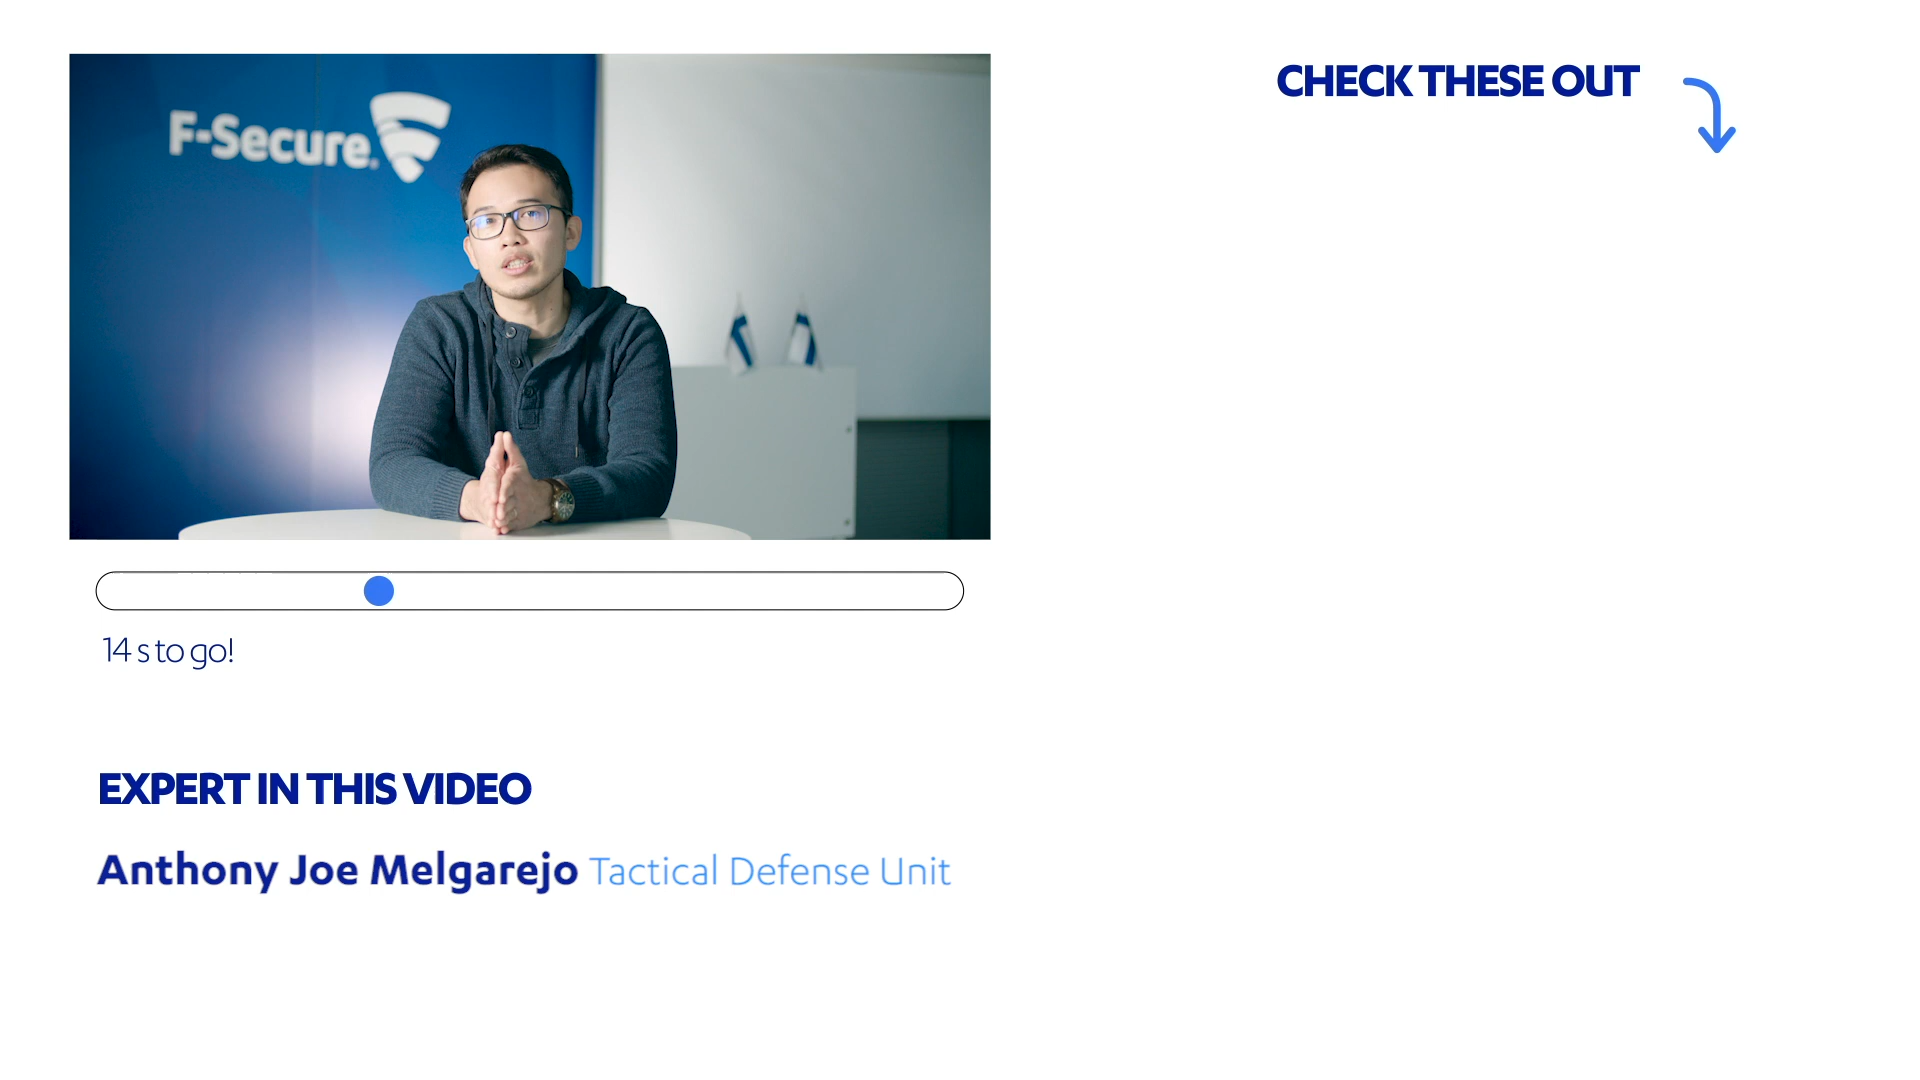 F-Secure.
CHECK THESE OUT
14 s to go!
EXPERT IN THIS VIDEO
Anthony Joe Melgarejo Tactical Defense Unit